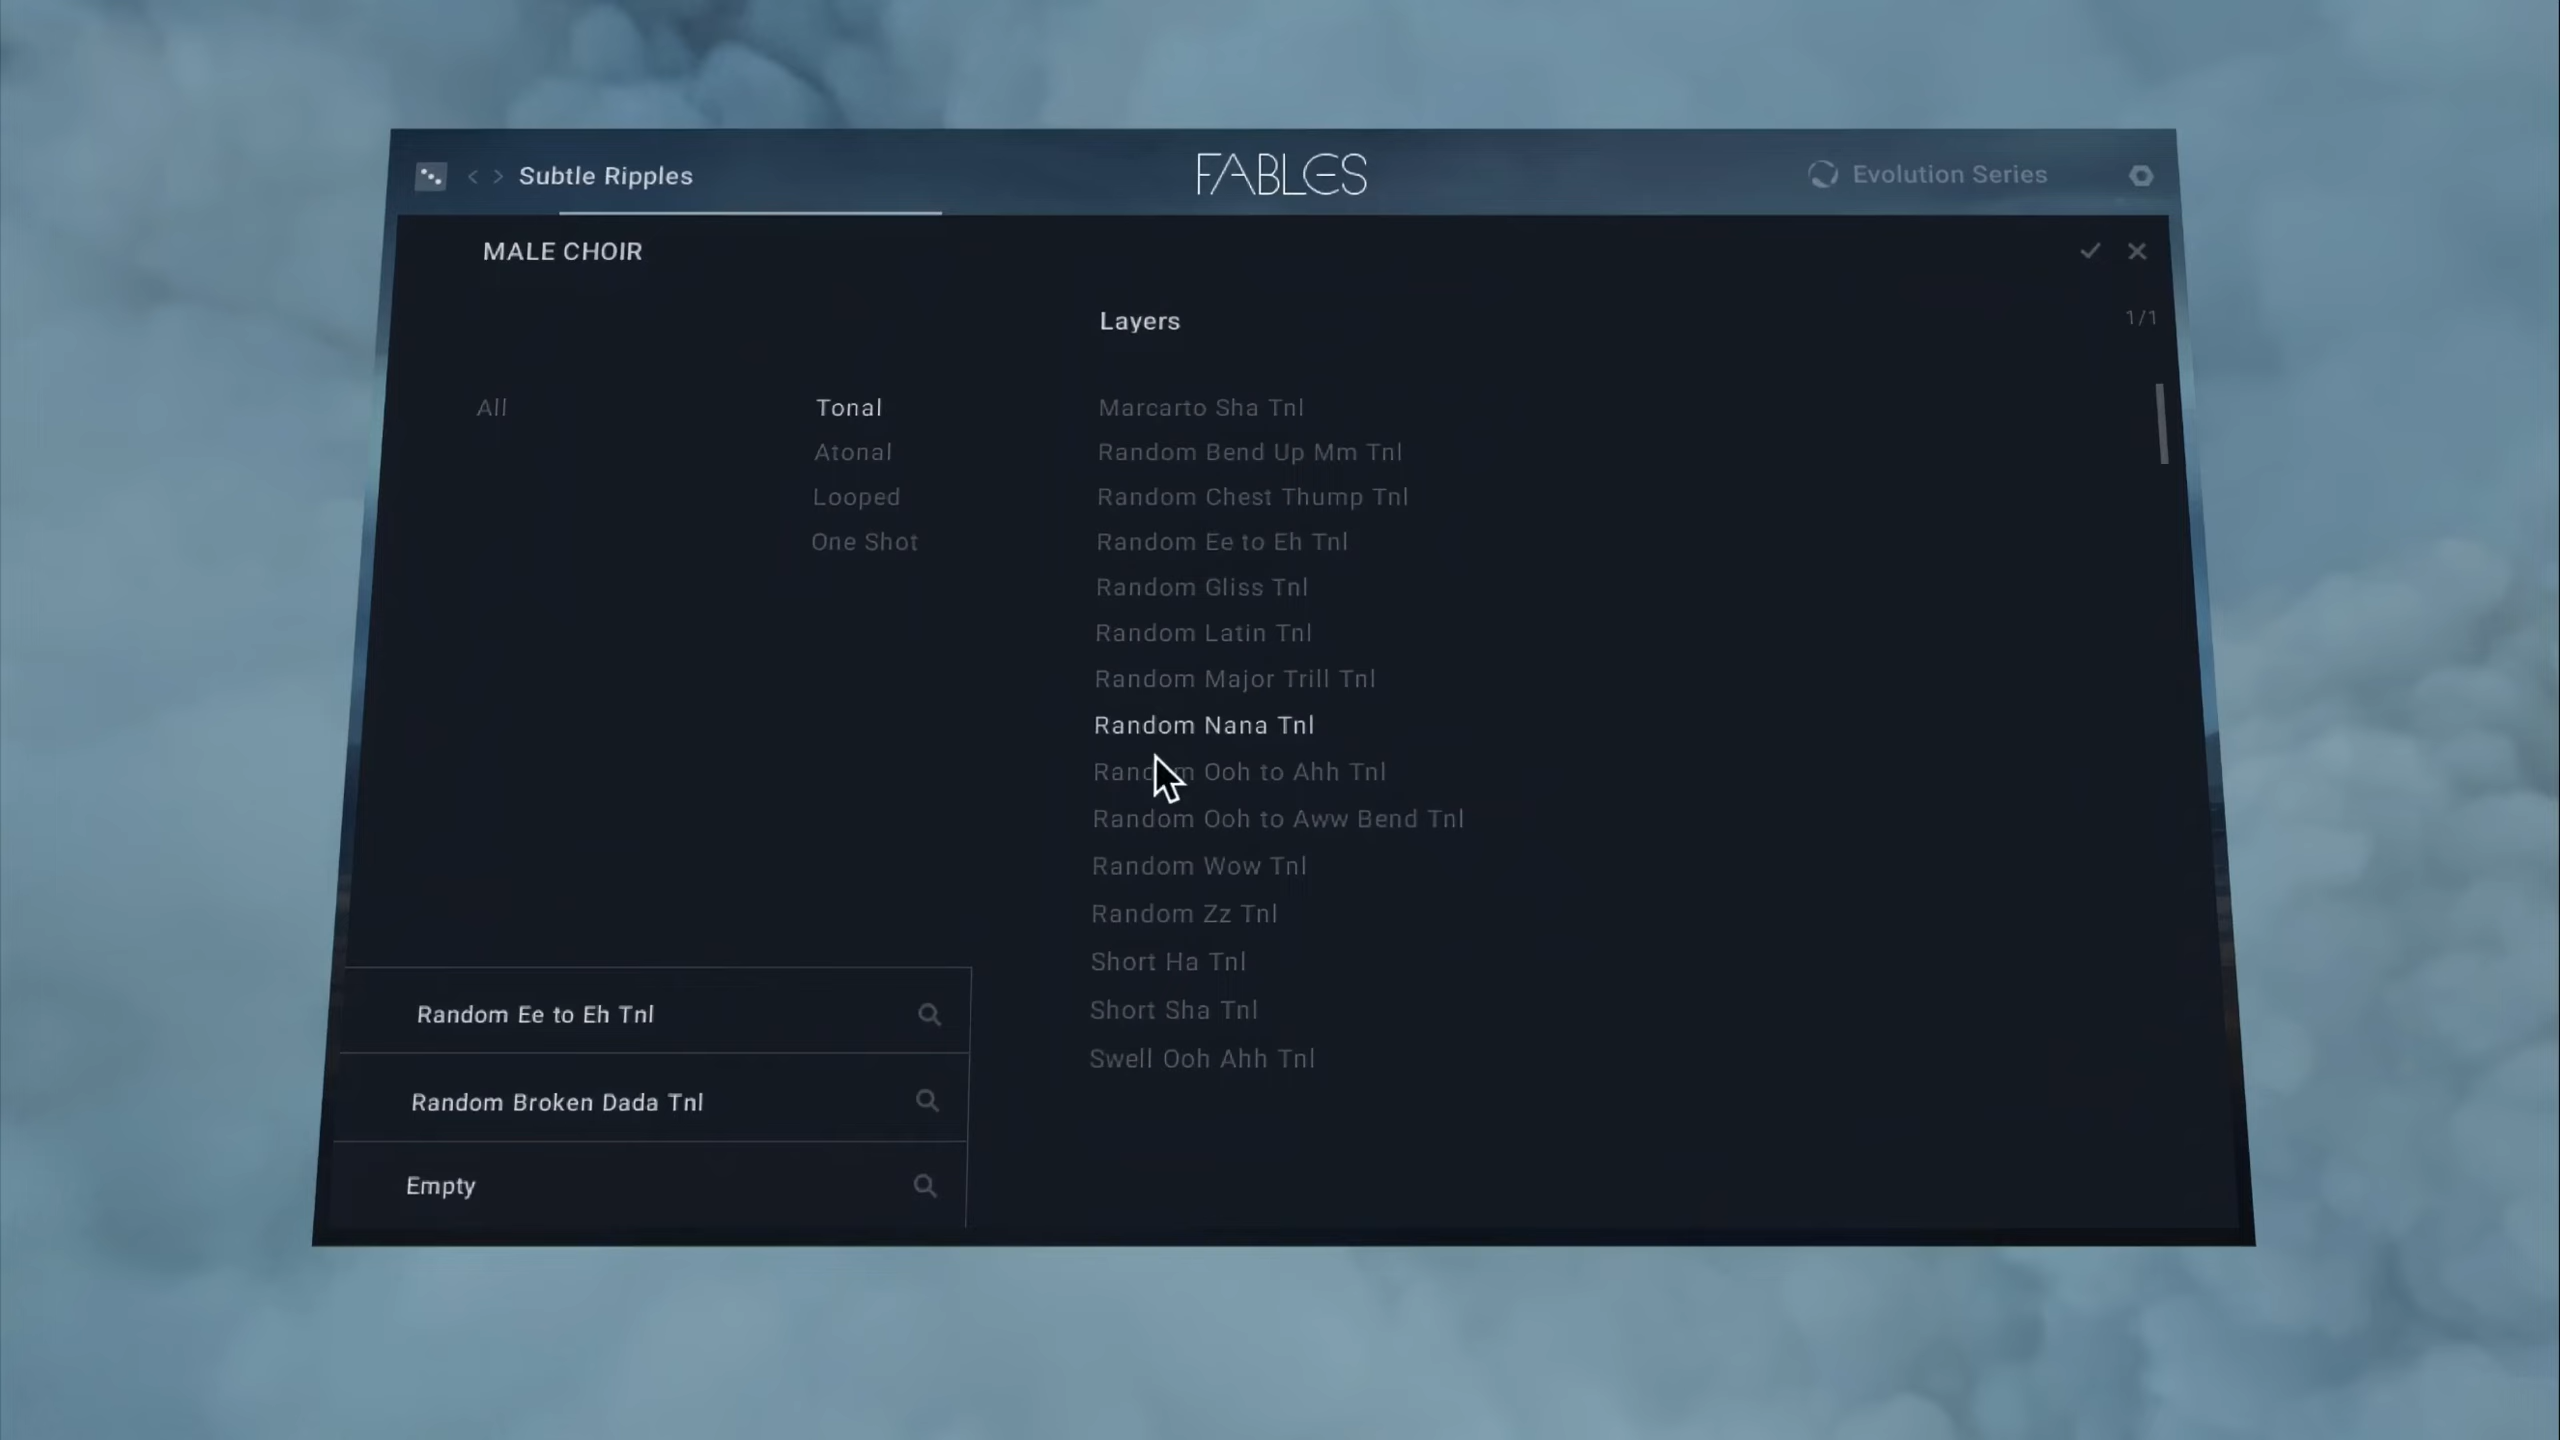 Subtle Ripples
FABLES
Evolution Series
MALE CHOIR
Layers
1/1
All
Tonal
Atonal
Looped
One Shot
Marcarto Sha Tnl
Random Bend Up Mm Tnl
Random Chest Thump Tnl
Random Ee to Eh Tnl
Random Gliss Tnl
Random Latin Tnl
Random Major Trill Tnl
Random Nana Tnl
Random Ooh to Ahh Tnl
Random Ooh to Aww Bend Tnl
Random Wow Tnl
Random Zz Tnl
Short Ha Tnl
Short Sha Tnl
Swell Ooh Ahh Tnl
Random Ee to Eh Tnl
Random Broken Dada Tnl
Empty